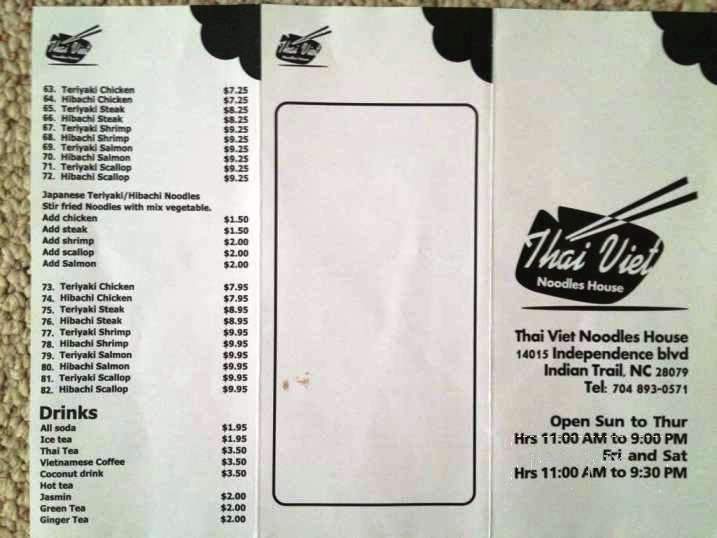 Thai Viet
63. Teriyaki Chicken $7.25
64. Hibachi Chicken $7.25
65. Teriyaki Steak $8.25
66. Hibachi Steak $8.25
67. Teriyaki Shrimp $9.25
68. Hibachi Shrimp $9.25
69. Teriyaki Salmon $9.25
70. Hibachi Salmon $9.25
71. Teriyaki Scallop $9.25
72. Hibachi Scallop $9.25
Japanese Teriyaki/Hibachi Noodles
Stir fried Noodles with mix vegetable.
Add chicken $1.50
Add steak $1.50
Add shrimp $2.00
Add scallop $2.00
Add Salmon $2.00
73. Teriyaki Chicken $7.95
74. Hibachi Chicken $7.95
75. Teriyaki Steak $8.95
76. Hibachi Steak $8.95
77. Teriyaki Shrimp $9.95
78. Hibachi Shrimp $9.95
79. Teriyaki Salmon $9.95
80. Hibachi Salmon $9.95
81. Teriyaki Scallop $9.95
82. Hibachi Scallop $9.95
Drinks
All soda $1.95
Ice tea $1.95
Thai Tea $3.50
Vietnamese Coffee $3.50
Coconut drink $3.50
Hot tea
Jasmin $2.00
Green Tea $2.00
Ginger Tea $2.00
Thai Viet
Thai Viet
Noodles House
Thai Viet Noodles House
14015 Independence blvd
Indian Trail, NC 28079
Tel: 704 893-0571
Open Sun to Thur
Hrs 11:00 AM to 9:00 PM
Fri and Sat
Hrs 11:00 AM to 9:30 PM